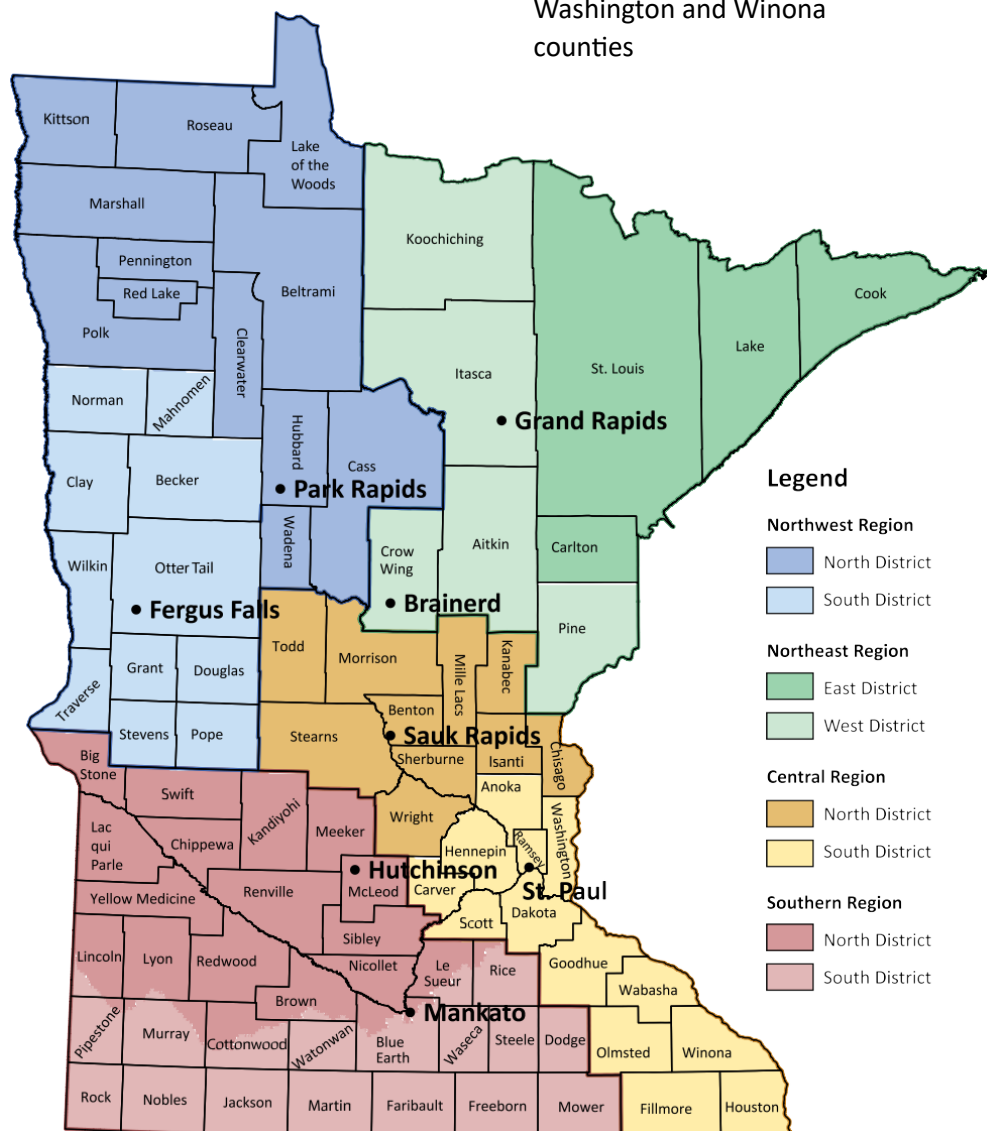 Washington and Winona
counties
Kittson
Roseau
Lake
of the
Woods
Marshall
Koochiching
Pennington
Beltrami
Red Lake
Cook
Polk
Clearwater
Lake
St. Louis
Itasca
Norman
Mahnomen
Grand Rapids
Hubbard
Cass
Becker
Clay
Park Rapids
Wadena
Aitkin
Carlton
Crow
Wing
Wilkin
Otter Tail
Brainerd
Fergus Falls
Pine
Todd
Morrison
Mille Lacs
Kanabec
Grant
Douglas
Traverse
Benton
Stevens
Pope
Stearns
Sauk Rapids
Sherburne
Isanti
Chisago
Big
Stone
Anoka
Swift
Kandiyohi
Wright
Washington
Lac
qui
Parle
Meeker
Chippewa
Hennepin
Ramsey
Hutchinson
St. Paul
Renville
McLeod
Carver
Yellow Medicine
Dakota
Scott
Sibley
Lincoln
Lyon
Redwood
Nicollet
Le
Sueur
Rice
Goodhue
Wabasha
Brown
Mankato
Pipestone
Murray
Cottonwood
Watonwan
Blue
Earth
Waseca
Steele
Dodge
Olmsted
Winona
Rock
Nobles
Jackson
Martin
Faribault
Freeborn
Mower
Fillmore
Houston
Legend
Northwest Region
North District
South District
Northeast Region
East District
West District
Central Region
North District
South District
Southern Region
North District
South District